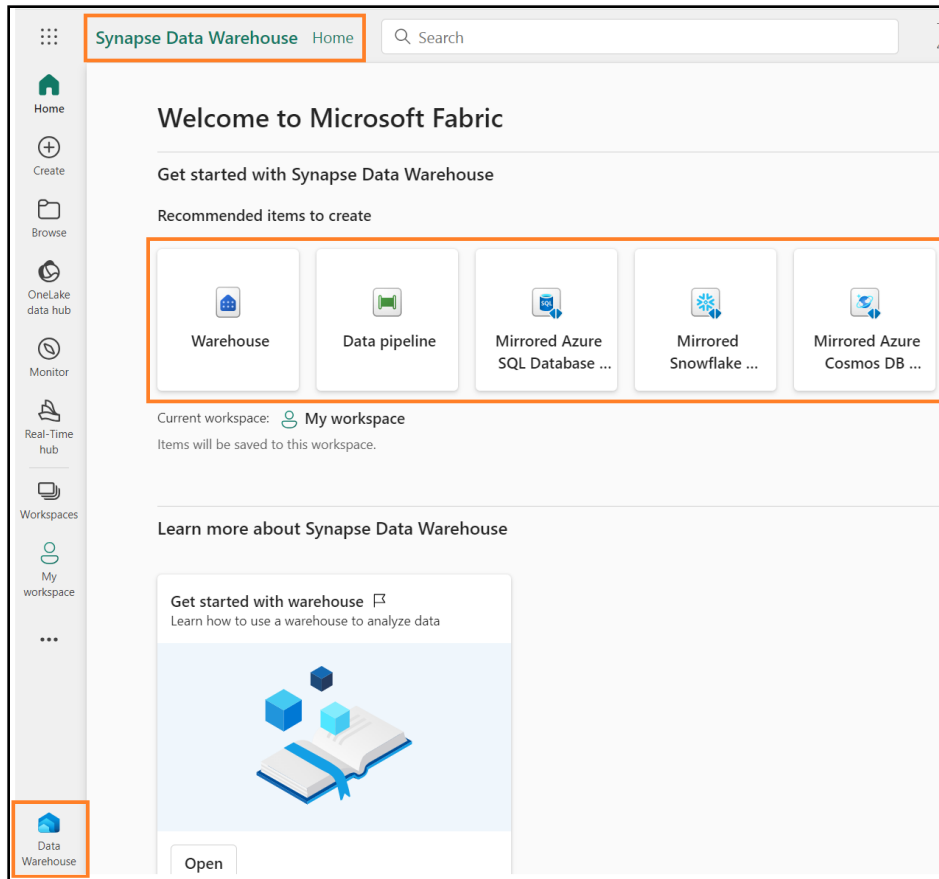 Synapse Data Warehouse Home
Search
Home
Create
Browse
OneLake
data hub
Monitor
Real-Time
hub
Workspaces
My
workspace
Data
Warehouse
Welcome to Microsoft Fabric
Get started with Synapse Data Warehouse
Recommended items to create
Warehouse
Data pipeline
Mirrored Azure
SQL Database ...
Mirrored
Snowflake ...
Mirrored Azure
Cosmos DB ...
Current workspace: My workspace
Items will be saved to this workspace.
Learn more about Synapse Data Warehouse
Get started with warehouse
Learn how to use a warehouse to analyze data
Open